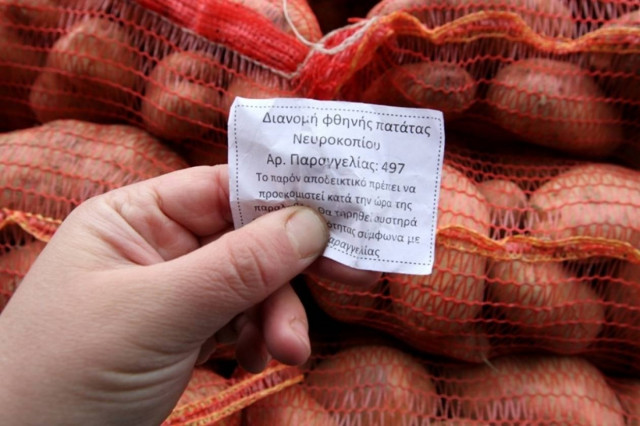 Διανομή φθηνής πατάτας
Νευροκοπίου
Αρ. Παραγγελίας: 497
Το παρόν αποδεικτικό πρέπει να
προσκομιστεί κατά την ώρα της
τηρηθεί αυστηρά
σύμφωνα με